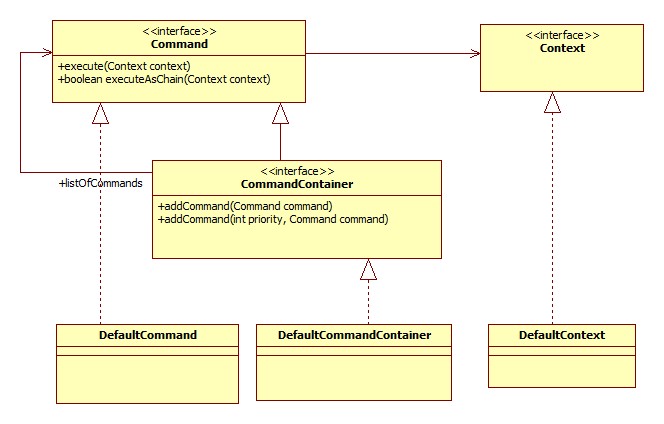 <<interface>>
Command
+execute(Context context)
+boolean executeAsChain(Context context)
<<interface>>
Context
+listOfCommands
<<interface>>
CommandContainer
+addCommand(Command command)
+addCommand(int priority, Command command)
DefaultCommand
DefaultCommandContainer
DefaultContext